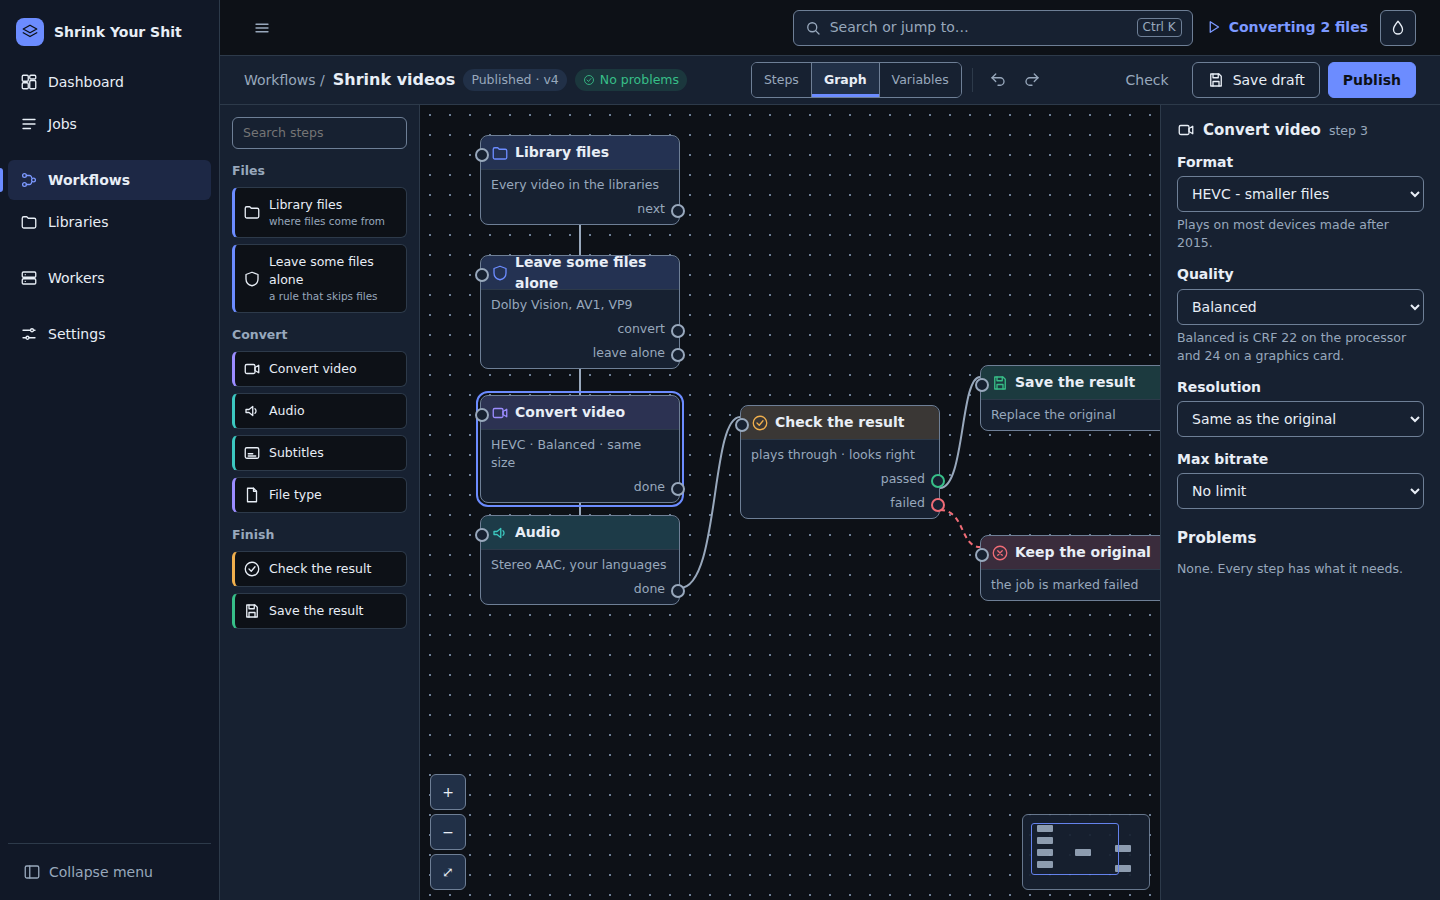 Shrink Your Shit
Dashboard
Jobs
Workflows
Libraries
Workers
Settings
Collapse menu
Search or jump to…
Ctrl K
Converting 2 files
Workflows /
Shrink videos
Published · v4
No problems
Steps
Graph
Variables
Check
Save draft
Publish
Search steps
Files
Library files
where files come from
Leave some files
alone
a rule that skips files
Convert
Convert video
Audio
Subtitles
File type
Finish
Check the result
Save the result
Library files
Every video in the libraries
next
Leave some files
alone
Dolby Vision, AV1, VP9
convert
leave alone
Convert video
HEVC · Balanced · same
size
done
Audio
Stereo AAC, your languages
done
Check the result
plays through · looks right
passed
failed
Save the result
Replace the original
Keep the original
the job is marked failed
+
−
Convert video step 3
Format
HEVC - smaller files
Plays on most devices made after
2015.
Quality
Balanced
Balanced is CRF 22 on the processor
and 24 on a graphics card.
Resolution
Same as the original
Max bitrate
No limit
Problems
None. Every step has what it needs.